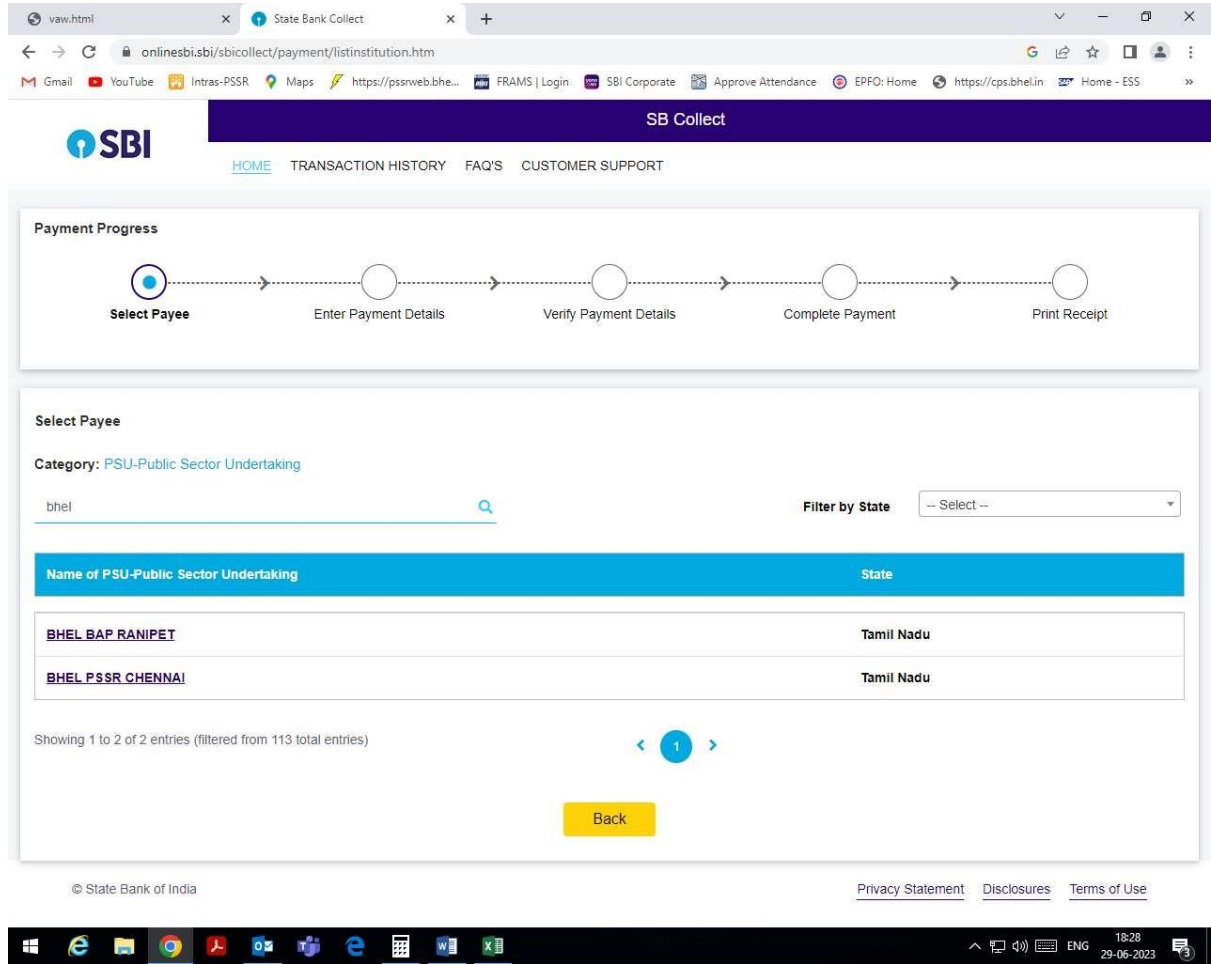 vaw.html
State Bank Collect
onlinesbi.sbi/sbicollect/payment/listinstitution.htm
Gmail YouTube Intras-PSSR Maps https://pssrweb.bhe... FRAMS | Login SBI Corporate Approve Attendance EPFO: Home https://cps.bhel.in Home - ESS »
SBI
SB Collect
HOME TRANSACTION HISTORY FAQ'S CUSTOMER SUPPORT
Payment Progress
Select Payee Enter Payment Details Verify Payment Details Complete Payment Print Receipt
Select Payee
Category: PSU-Public Sector Undertaking
bhel Filter by State -- Select --
Name of PSU-Public Sector Undertaking State
BHEL BAP RANIPET Tamil Nadu
BHEL PSSR CHENNAI Tamil Nadu
Showing 1 to 2 of 2 entries (filtered from 113 total entries) 1
Back
© State Bank of India Privacy Statement Disclosures Terms of Use
ENG 18:28
29-06-2023 3